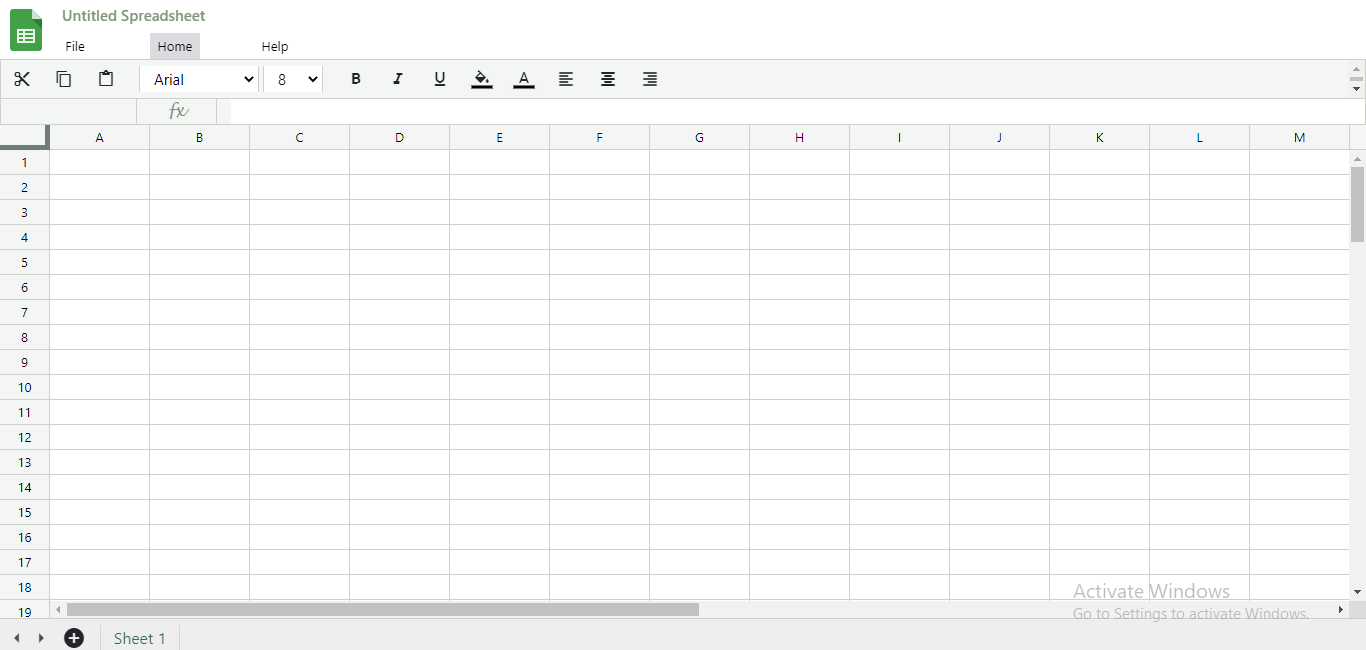 Untitled Spreadsheet
File Home Help
Arial 8 B I U A
fx
A B C D E F G H I J K L M
1
2
3
4
5
6
7
8
9
10
11
12
13
14
15
16
17
18
19
Activate Windows
Go to Settings to activate Windows.
Sheet 1